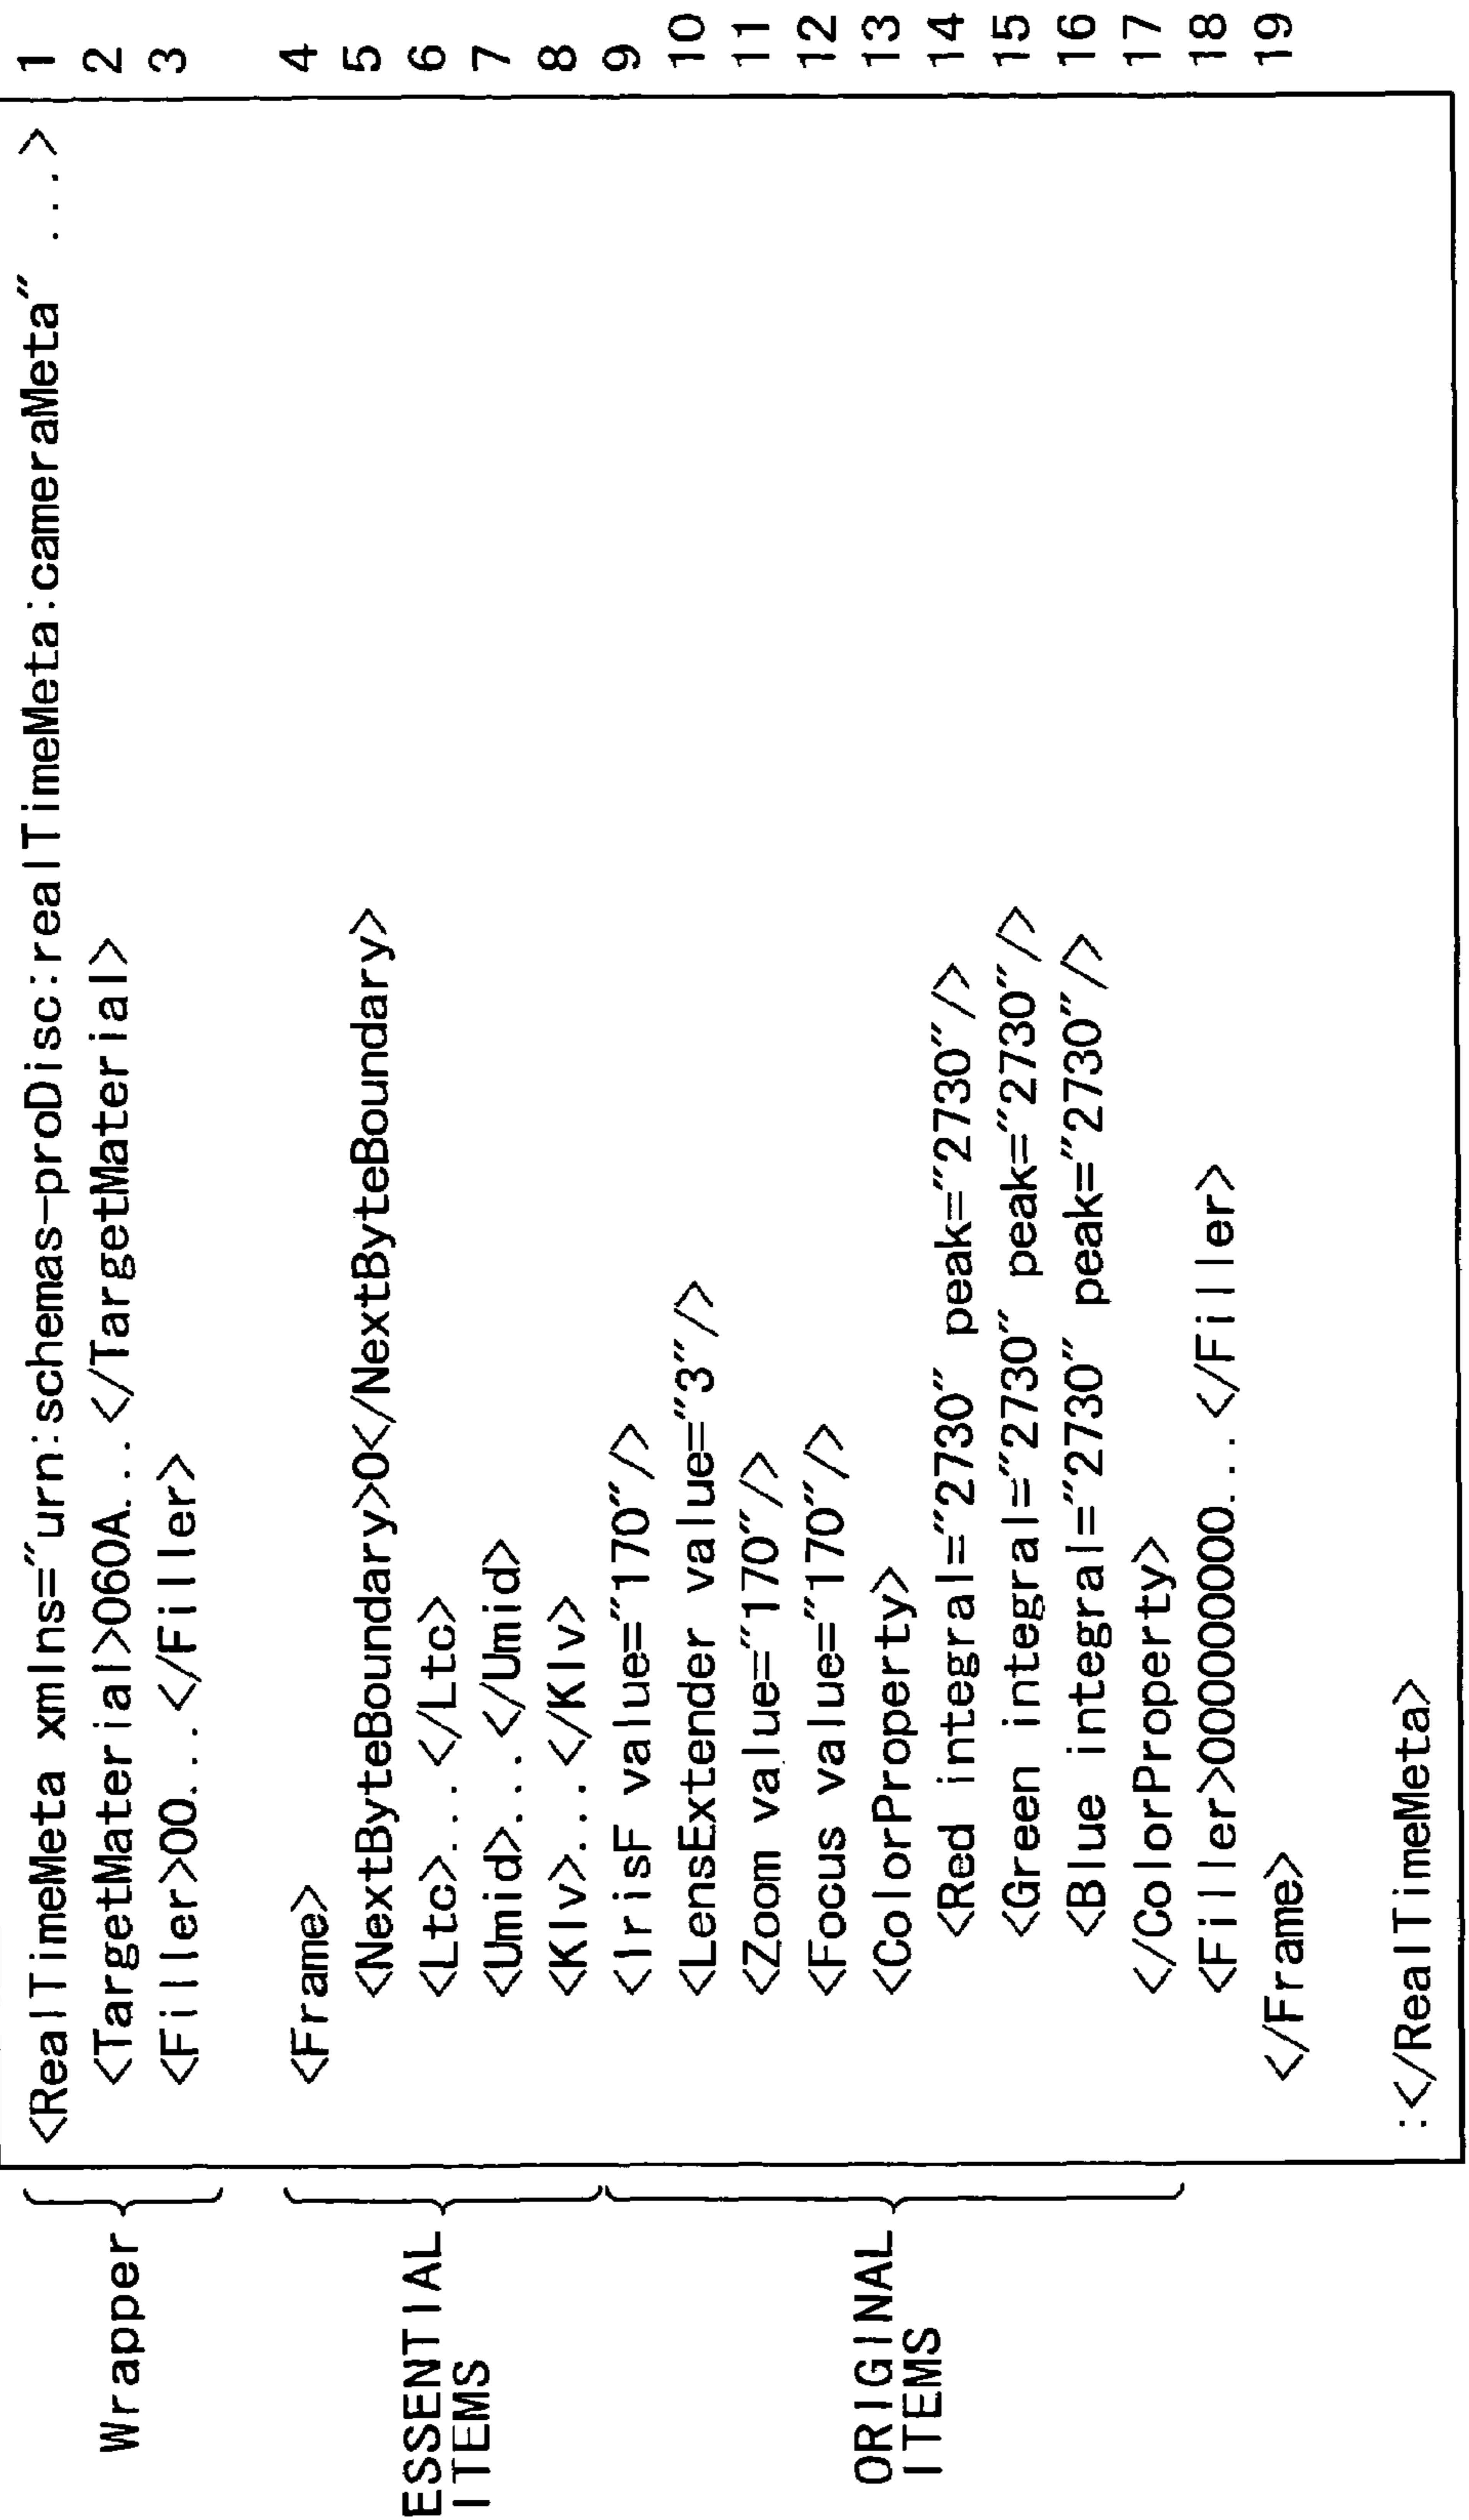 <RealTimeMeta xmlns="urn:schemas-proDisc:realTimeMeta:cameraMeta" ...> 1
<TargetMaterial>060A...</TargetMaterial> 2
<Filler>00...</Filler> 3
Wrapper
<Frame> 4
<NextByteBoundary>0</NextByteBoundary> 5
<Ltc>...</Ltc> 6
<Umid>...</Umid> 7
<Klv>...</Klv> 8
ESSENTIAL
ITEMS
<IrisF value="170"/> 9
<LensExtender value="3"/> 10
<Zoom value="170"/> 11
<Focus value="170"/> 12
<ColorProperty> 13
<Red integral="2730" peak="2730"/> 14
<Green integral="2730" peak="2730"/> 15
<Blue integral="2730" peak="2730"/> 16
</ColorProperty> 17
ORIGINAL
ITEMS
<Filler>00000000...</Filler> 18
</Frame> 19
:</RealTimeMeta>